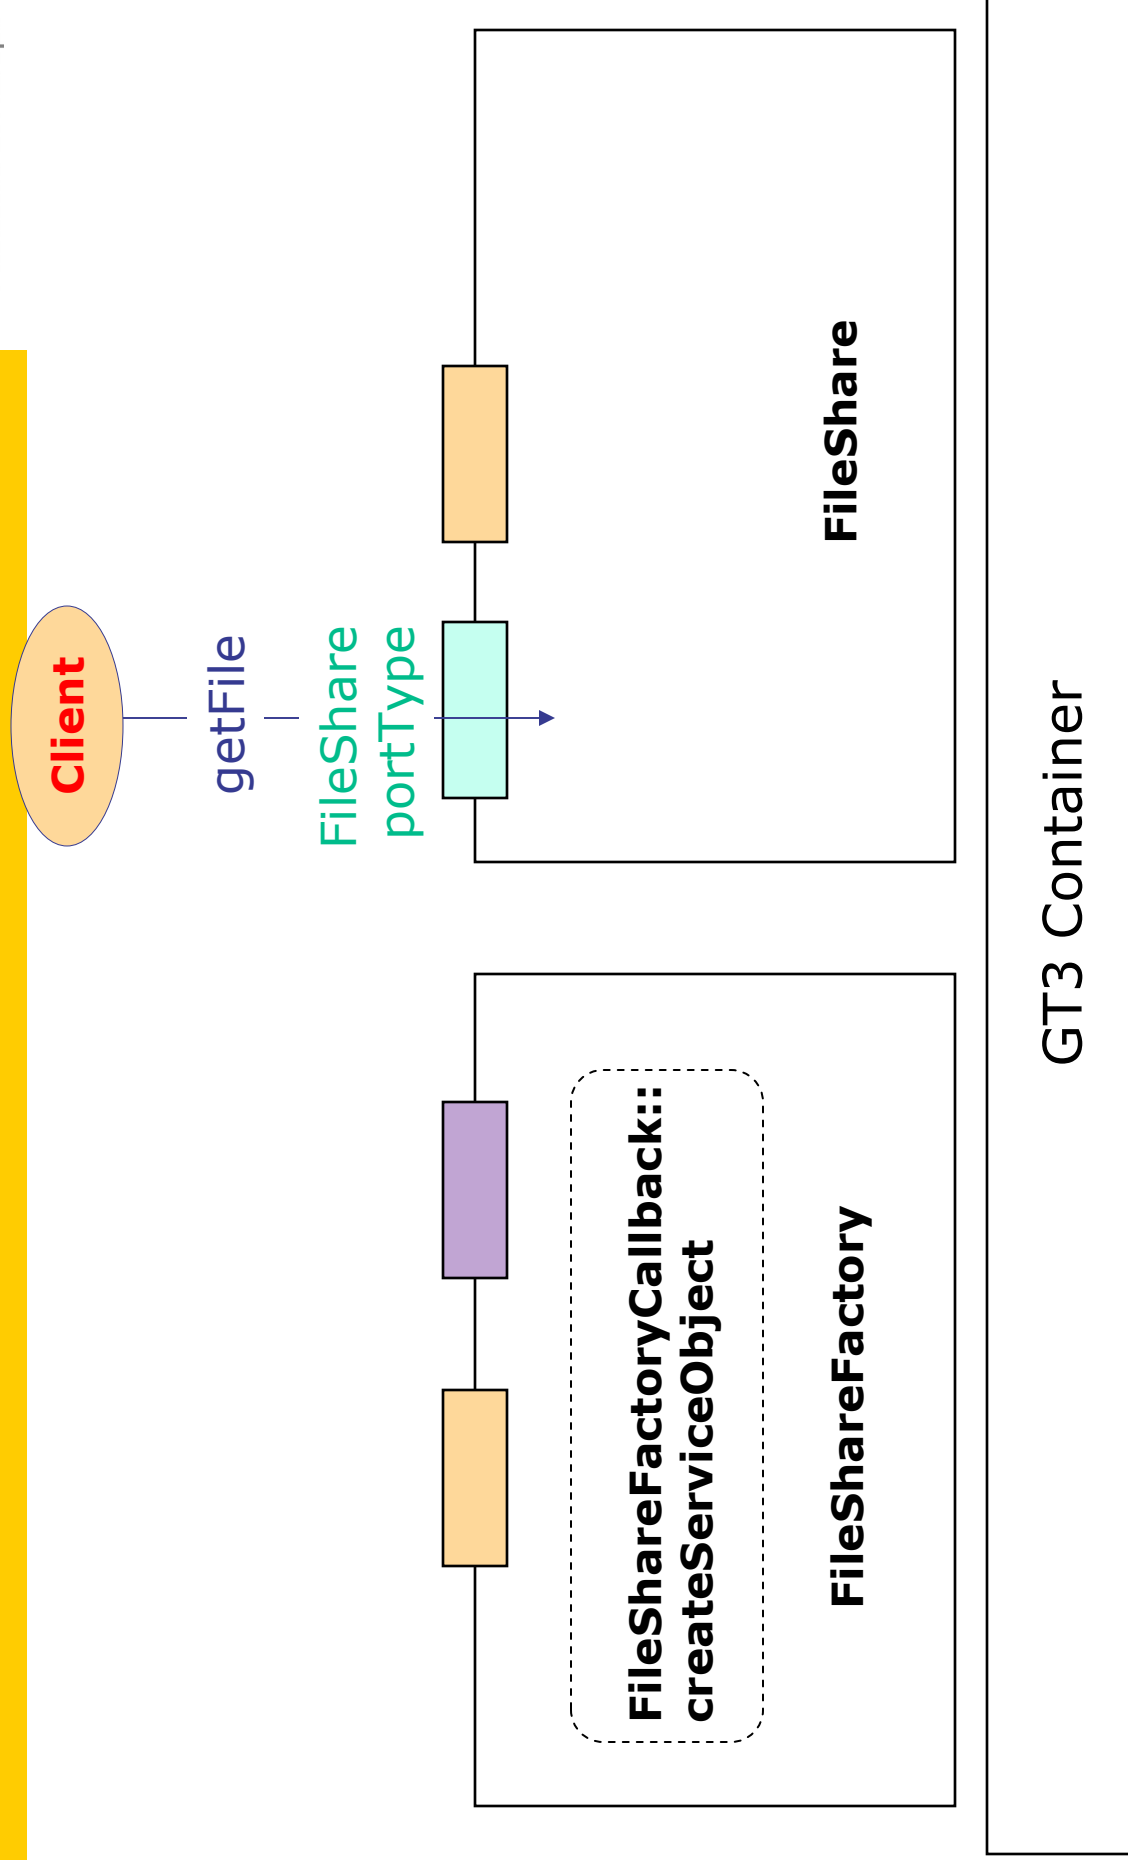 Client
getFile
FileShare
portType
FileShareFactoryCallback::
createServiceObject
FileShareFactory
FileShare
GT3 Container